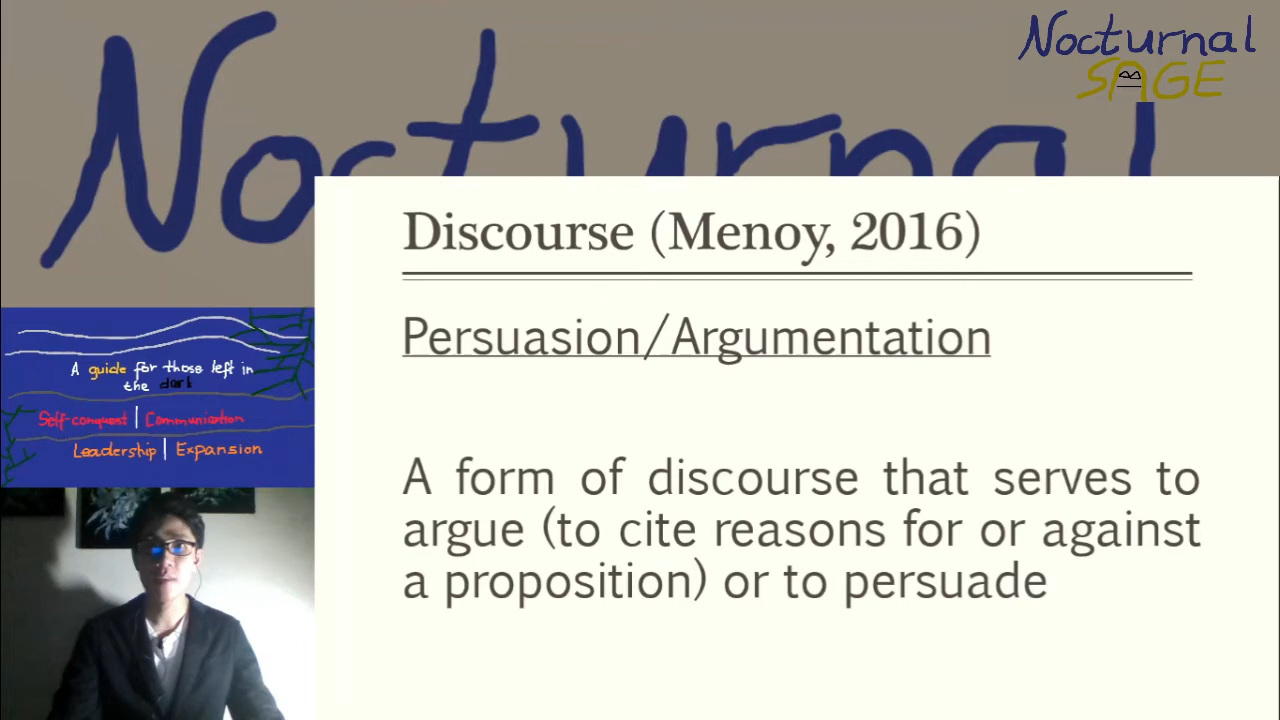 Nocturnal
SAGE
Nocturnal
Discourse (Menoy, 2016)
Persuasion/Argumentation
A form of discourse that serves to
argue (to cite reasons for or against
a proposition) or to persuade
A guide for those left in
the dark
Self-conquest | Communication
Leadership | Expansion